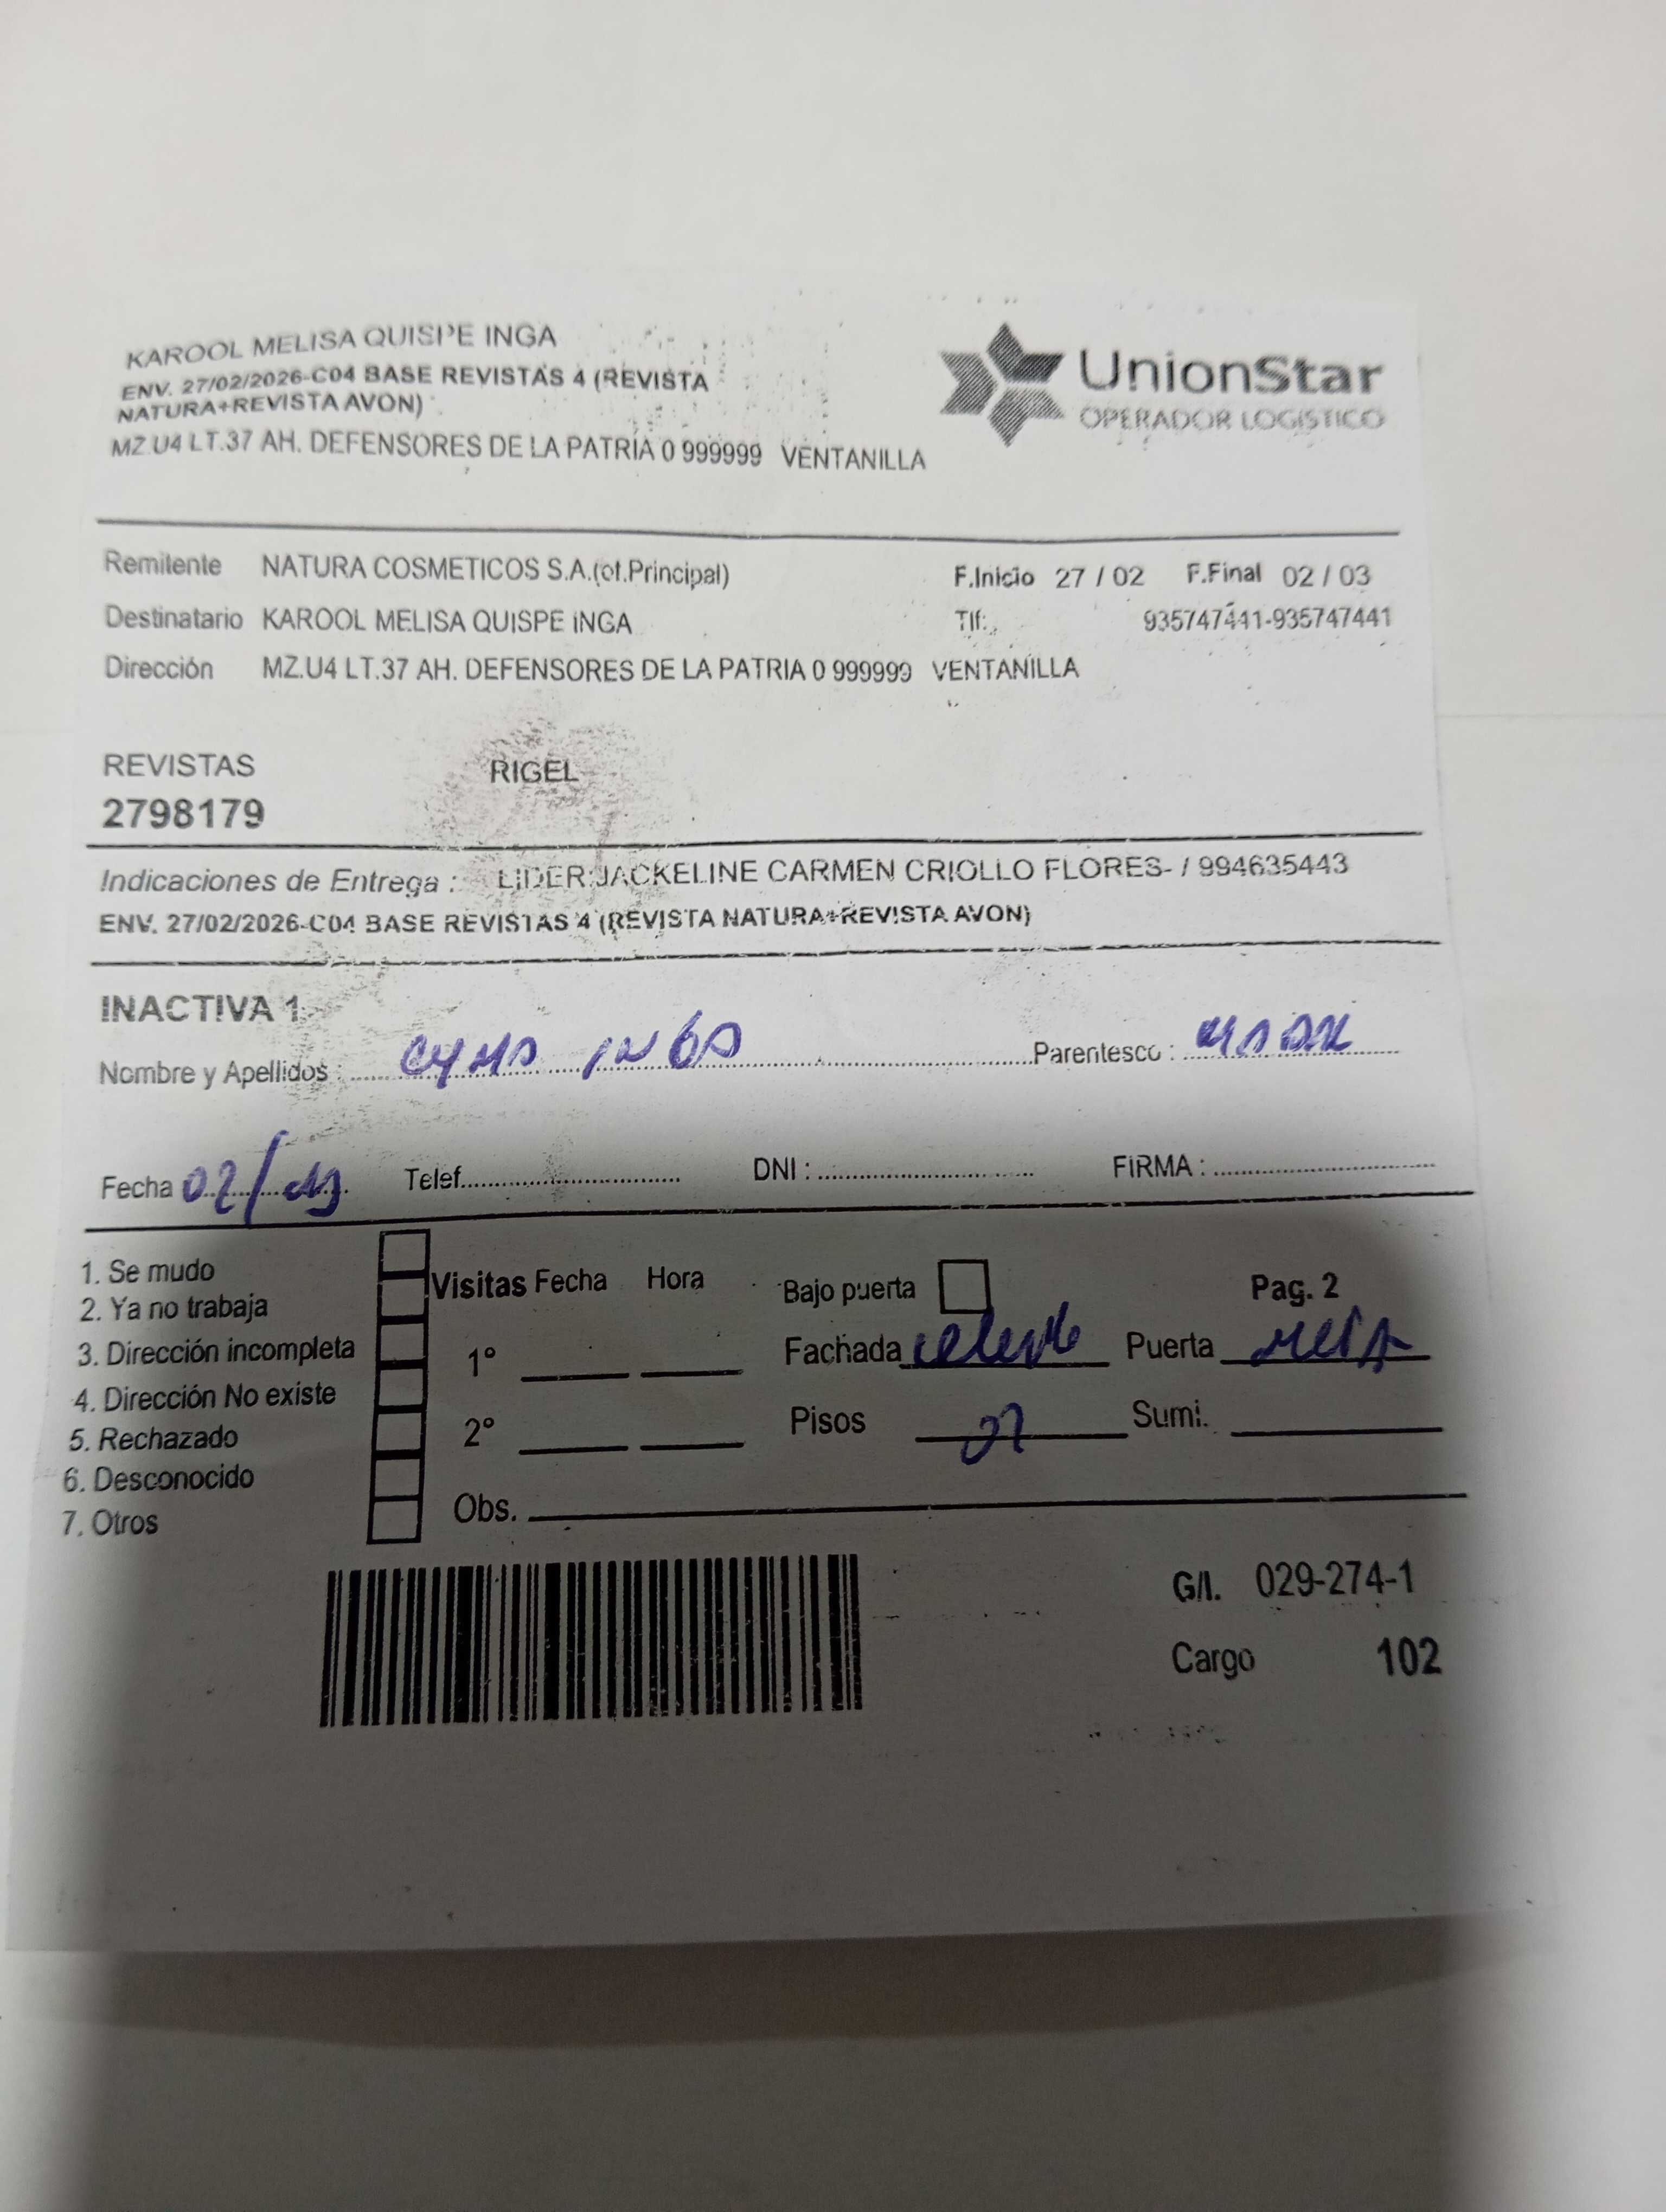 KAROOL MELISA QUISPE INGA
ENV. 27/02/2026-C04 BASE REVISTAS 4 (REVISTA
NATURA+REVISTA AVON)
MZ.U4 LT.37 AH. DEFENSORES DE LA PATRIA 0 999999 VENTANILLA
UnionStar
OPERADOR LOGISTICO
Remitente NATURA COSMETICOS S.A.(of.Principal) F.Inicio 27 / 02 F.Final 02 / 03
Destinatario KAROOL MELISA QUISPE INGA Tlf: 935747441-935747441
Dirección MZ.U4 LT.37 AH. DEFENSORES DE LA PATRIA 0 999999 VENTANILLA
REVISTAS RIGEL
2798179
Indicaciones de Entrega : LIDER:JACKELINE CARMEN CRIOLLO FLORES- / 994635443
ENV. 27/02/2026-C04 BASE REVISTAS 4 (REVISTA NATURA+REVISTA AVON)
INACTIVA 1
Nombre y Apellidos : INGA Parentesco :
Fecha 02/03 Telef. DNI : FIRMA :
1. Se mudo
2. Ya no trabaja
3. Dirección incompleta
4. Dirección No existe
5. Rechazado
6. Desconocido
7. Otros
Visitas Fecha Hora Bajo puerta Pag. 2
1° Fachada celeste Puerta
2° Pisos 02 Sumi.
Obs.
G/I. 029-274-1
Cargo 102